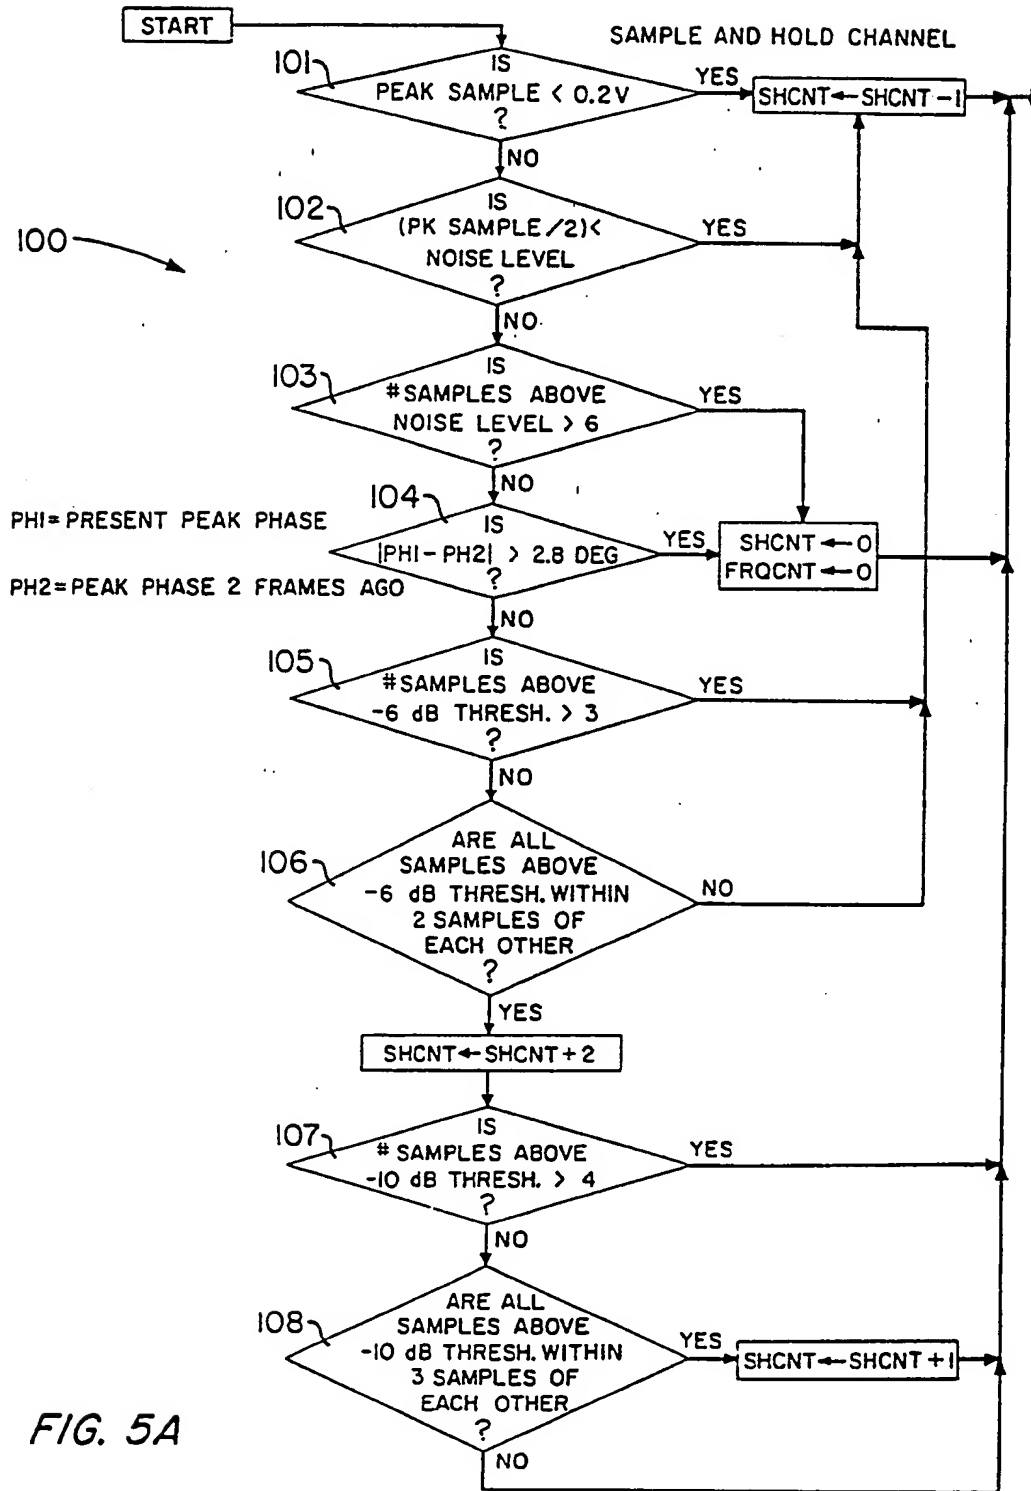 START
SAMPLE AND HOLD CHANNEL
101
IS
PEAK SAMPLE < 0.2V
?
YES
SHCNT←SHCNT-1
NO
102
IS
(PK SAMPLE/2)<
NOISE LEVEL
?
YES
100
NO
103
IS
#SAMPLES ABOVE
NOISE LEVEL > 6
?
YES
NO
104
PH1=PRESENT PEAK PHASE
IS
|PH1-PH2| > 2.8 DEG
?
YES
SHCNT←0
FRQCNT←0
PH2=PEAK PHASE 2 FRAMES AGO
NO
105
IS
#SAMPLES ABOVE
-6 dB THRESH. > 3
?
YES
NO
106
ARE ALL
SAMPLES ABOVE
-6 dB THRESH. WITHIN
2 SAMPLES OF
EACH OTHER
?
NO
YES
SHCNT←SHCNT+2
107
IS
# SAMPLES ABOVE
-10 dB THRESH. > 4
?
YES
NO
108
ARE ALL
SAMPLES ABOVE
-10 dB THRESH. WITHIN
3 SAMPLES OF
EACH OTHER
?
YES
SHCNT←SHCNT+1
NO
FIG. 5A